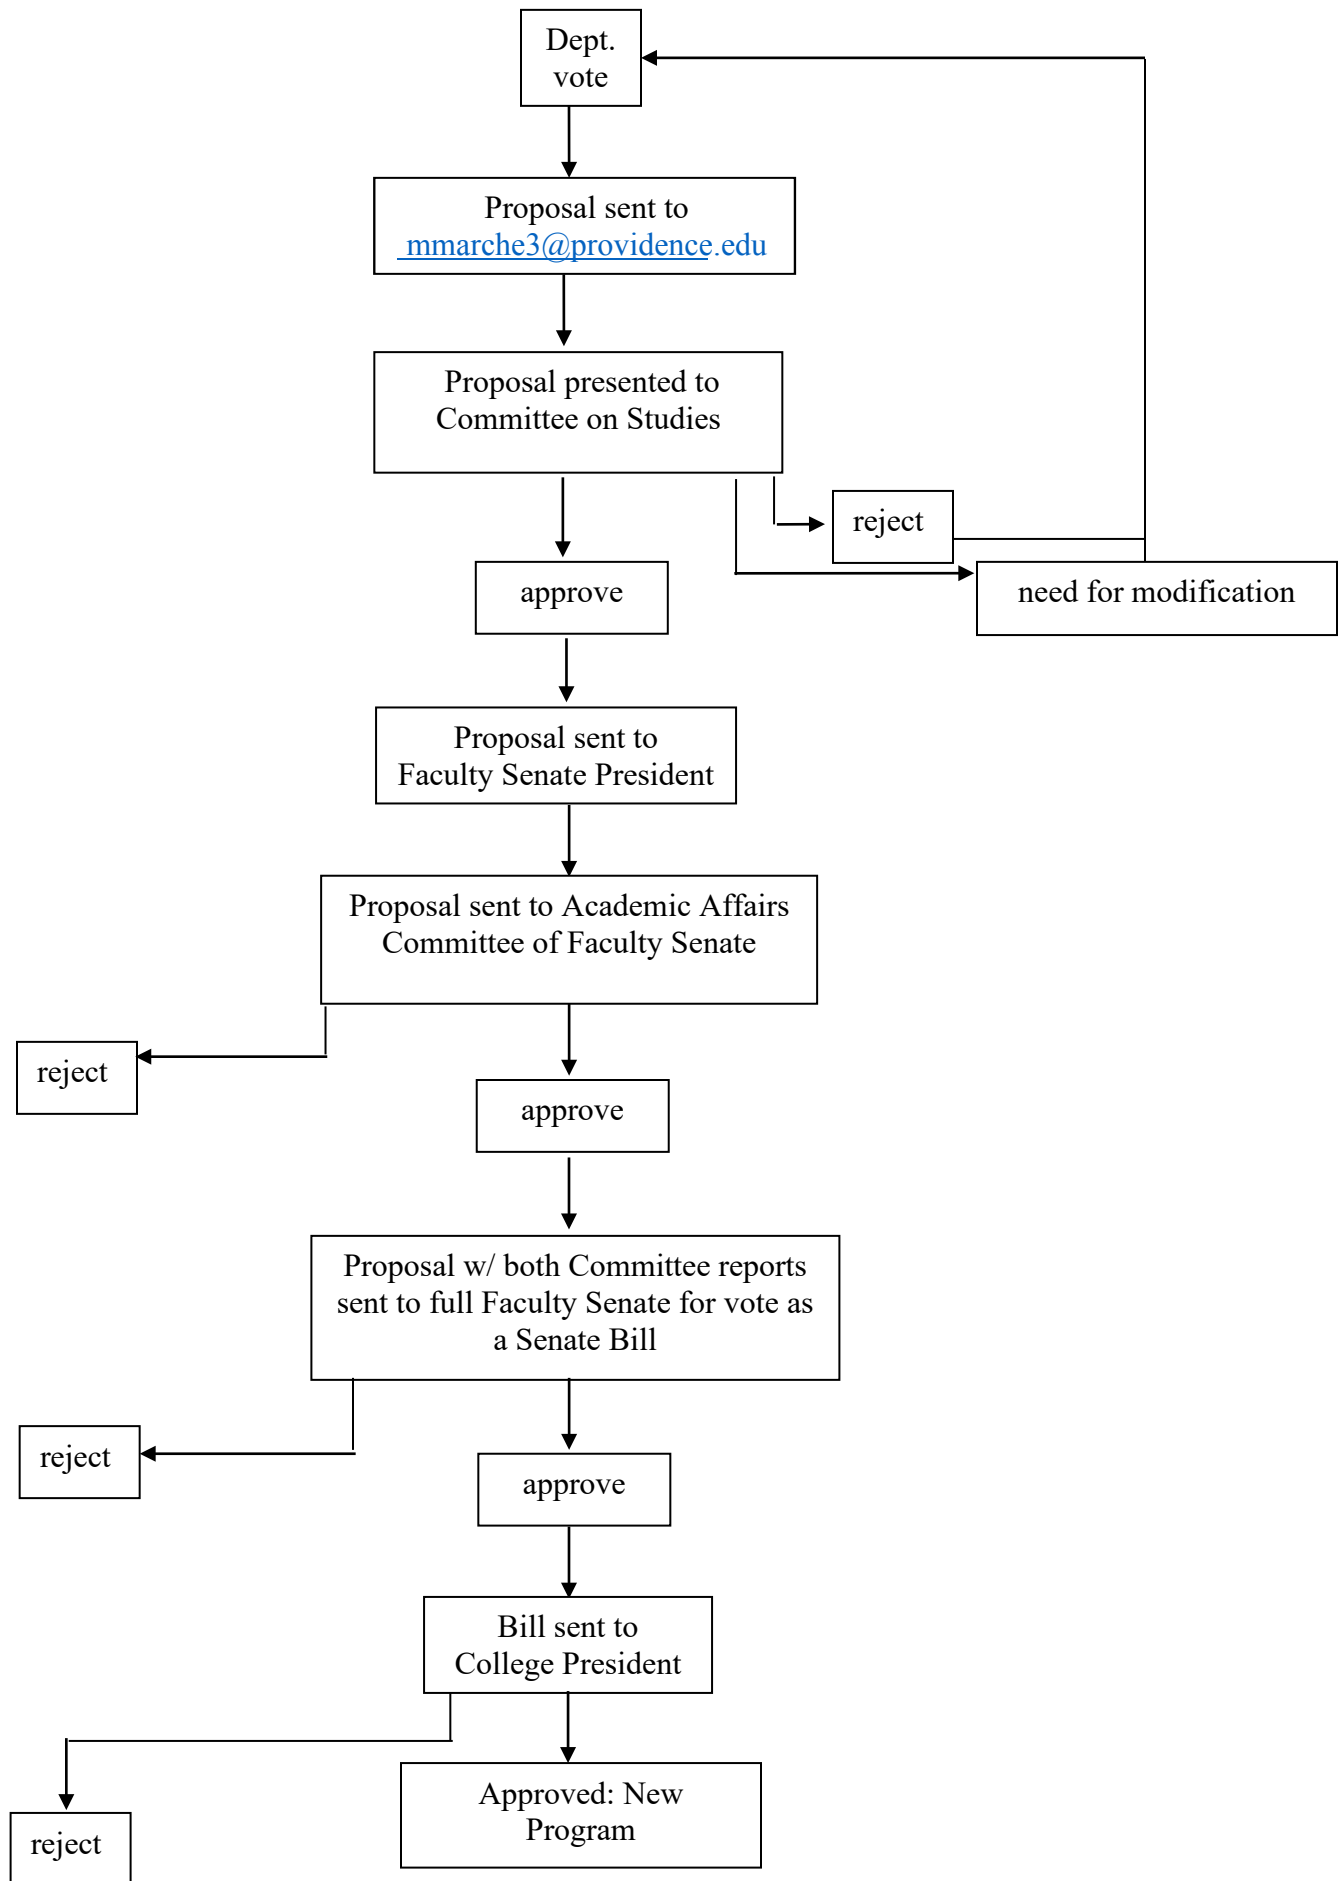 Dept.
vote
Proposal sent to
mmarche3@providence.edu
Proposal presented to
Committee on Studies
reject
approve
need for modification
Proposal sent to
Faculty Senate President
Proposal sent to Academic Affairs
Committee of Faculty Senate
reject
approve
Proposal w/ both Committee reports
sent to full Faculty Senate for vote as
a Senate Bill
reject
approve
Bill sent to
College President
Approved: New
Program
reject